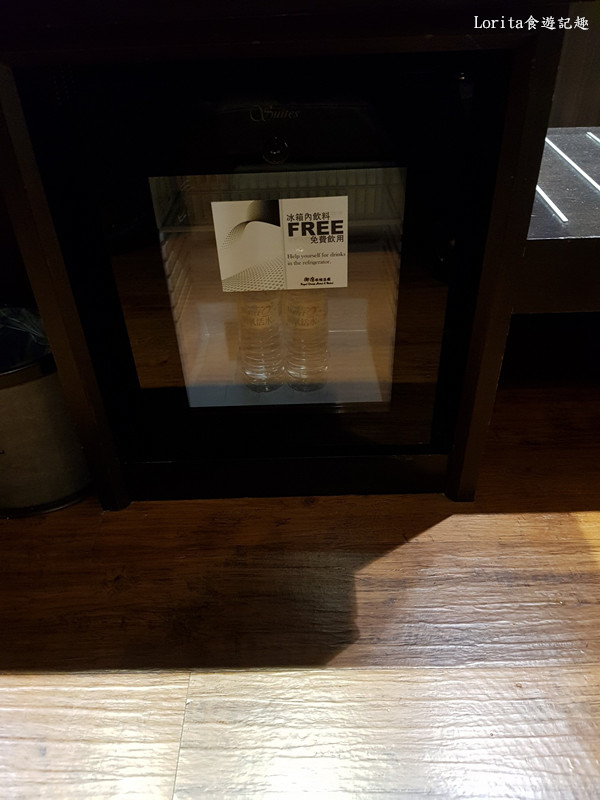 Lorita食遊記趣
Suites
冰箱內飲料
FREE
免費飲用
Help yourself for drinks
in the refrigerator.